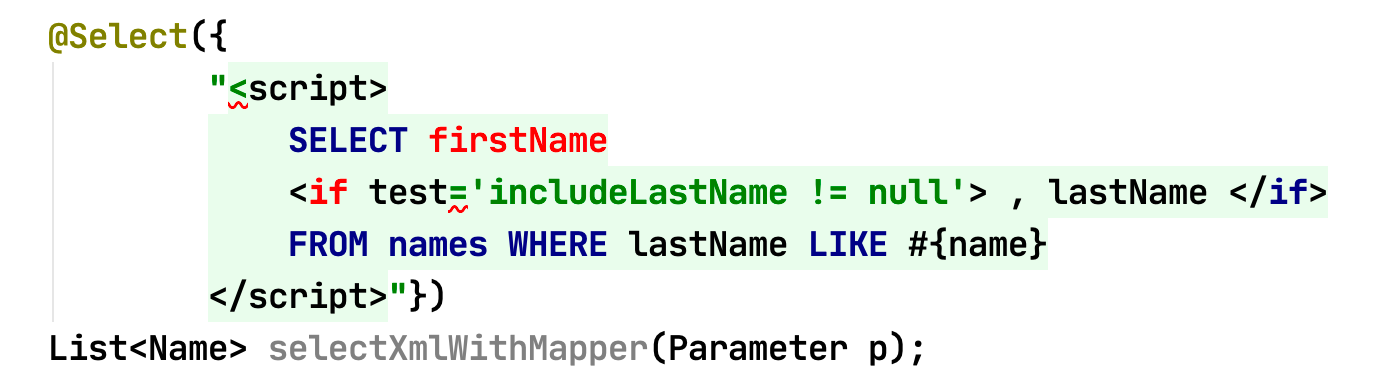 @Select({
"<script>
SELECT firstName
<if test='includeLastName != null'> , lastName </if>
FROM names WHERE lastName LIKE #{name}
</script>"})
List<Name> selectXmlWithMapper(Parameter p);